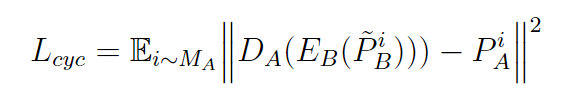 $L_{cyc} = \mathbb{E}_{i \sim M_A} \left\| D_A(E_B(\tilde{P}_B^i))) - P_A^i \right\|^2$